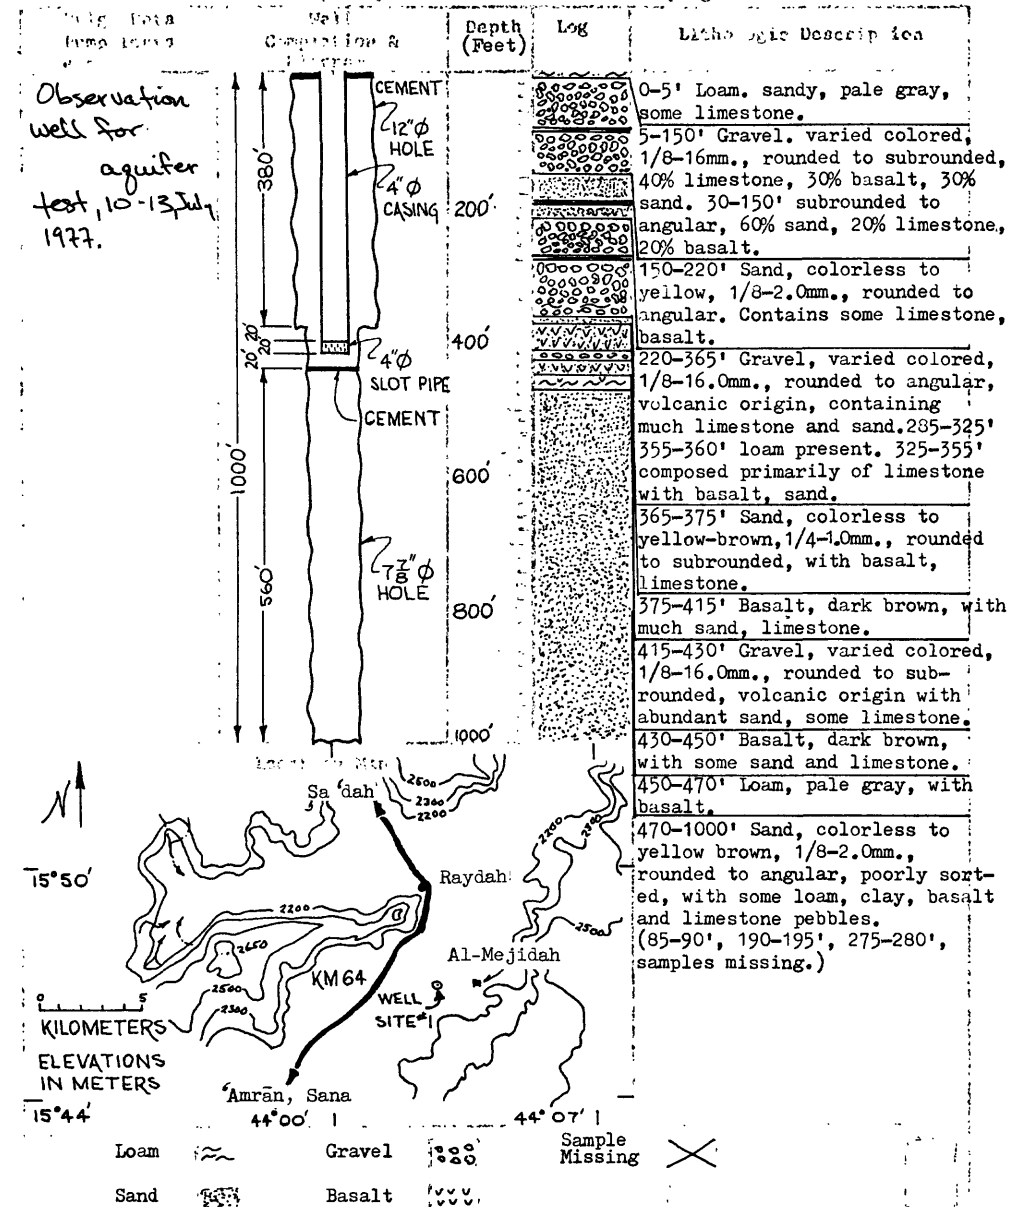 Well
Completion &
Depth
(Feet)
Log
Lithologic Description
Observation
well for
aquifer
test, 10-13, July
1977.
CEMENT
12"Ø
HOLE
4"Ø
CASING
380'
20'
20'
20'
4"Ø
SLOT PIPE
CEMENT
1000'
560'
7 7/8"Ø
HOLE
200'
400'
600'
800'
1000'
0-5' Loam. sandy, pale gray,
some limestone.
5-150' Gravel. varied colored,
1/8-16mm., rounded to subrounded,
40% limestone, 30% basalt, 30%
sand. 30-150' subrounded to
angular, 60% sand, 20% limestone,
20% basalt.
150-220' Sand, colorless to
yellow, 1/8-2.0mm., rounded to
angular. Contains some limestone,
basalt.
220-365' Gravel, varied colored,
1/8-16.0mm., rounded to angular,
volcanic origin, containing
much limestone and sand.285-325'
355-360' loam present. 325-355'
composed primarily of limestone
with basalt, sand.
365-375' Sand, colorless to
yellow-brown,1/4-1.0mm., rounded
to subrounded, with basalt,
limestone.
375-415' Basalt, dark brown, with
much sand, limestone.
415-430' Gravel, varied colored,
1/8-16.0mm., rounded to sub-
rounded, volcanic origin with
abundant sand, some limestone.
430-450' Basalt, dark brown,
with some sand and limestone.
450-470' Loam, pale gray, with
basalt.
470-1000' Sand, colorless to
yellow brown, 1/8-2.0mm.,
rounded to angular, poorly sort-
ed, with some loam, clay, basalt
and limestone pebbles.
(85-90', 190-195', 275-280',
samples missing.)
N
Sa'dah
2500
2300
2200
2200
2300
15°50'
Raydah
2200
2650
2500
2500
2300
Al-Mejidah
KM 64
WELL
SITE #1
0 5
KILOMETERS
ELEVATIONS
IN METERS
'Amrān, Sana
15°44'
44°00'
44°07'
Loam
Gravel
Sample
Missing
Sand
Basalt